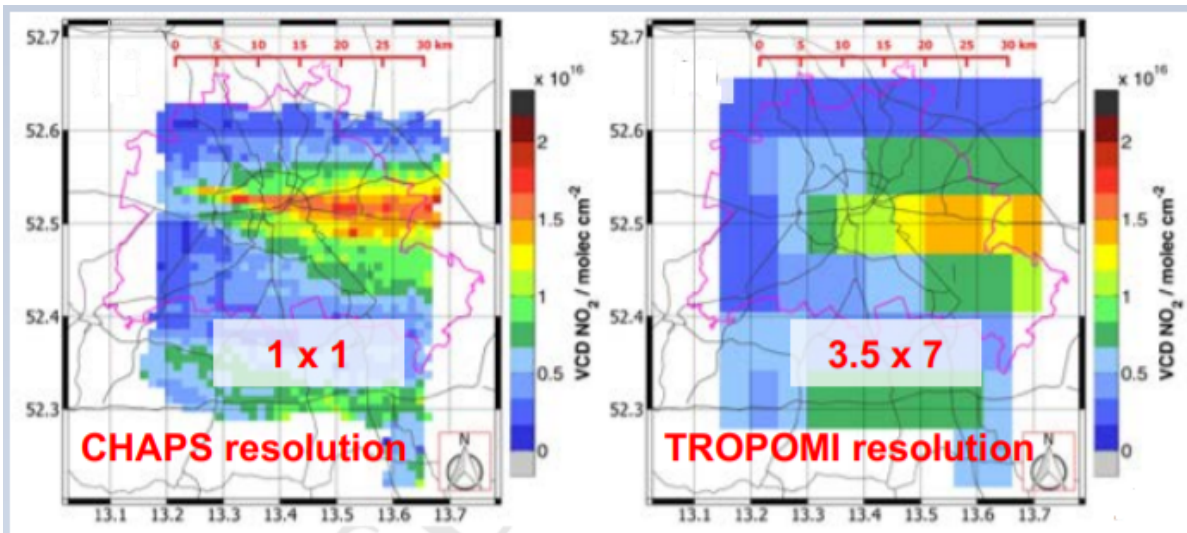 52.7
52.6
52.5
52.4
52.3
0 5 10 15 20 25 30 km
x 10¹⁶
2
1.5
1
0.5
0
VCD NO₂ / molec cm⁻²
1 x 1
CHAPS resolution
N
13.1 13.2 13.3 13.4 13.5 13.6 13.7
52.7
52.6
52.5
52.4
52.3
0 5 10 15 20 25 30 km
x 10¹⁶
2
1.5
1
0.5
0
VCD NO₂ / molec cm⁻²
3.5 x 7
TROPOMI resolution
N
13.1 13.2 13.3 13.4 13.5 13.6 13.7